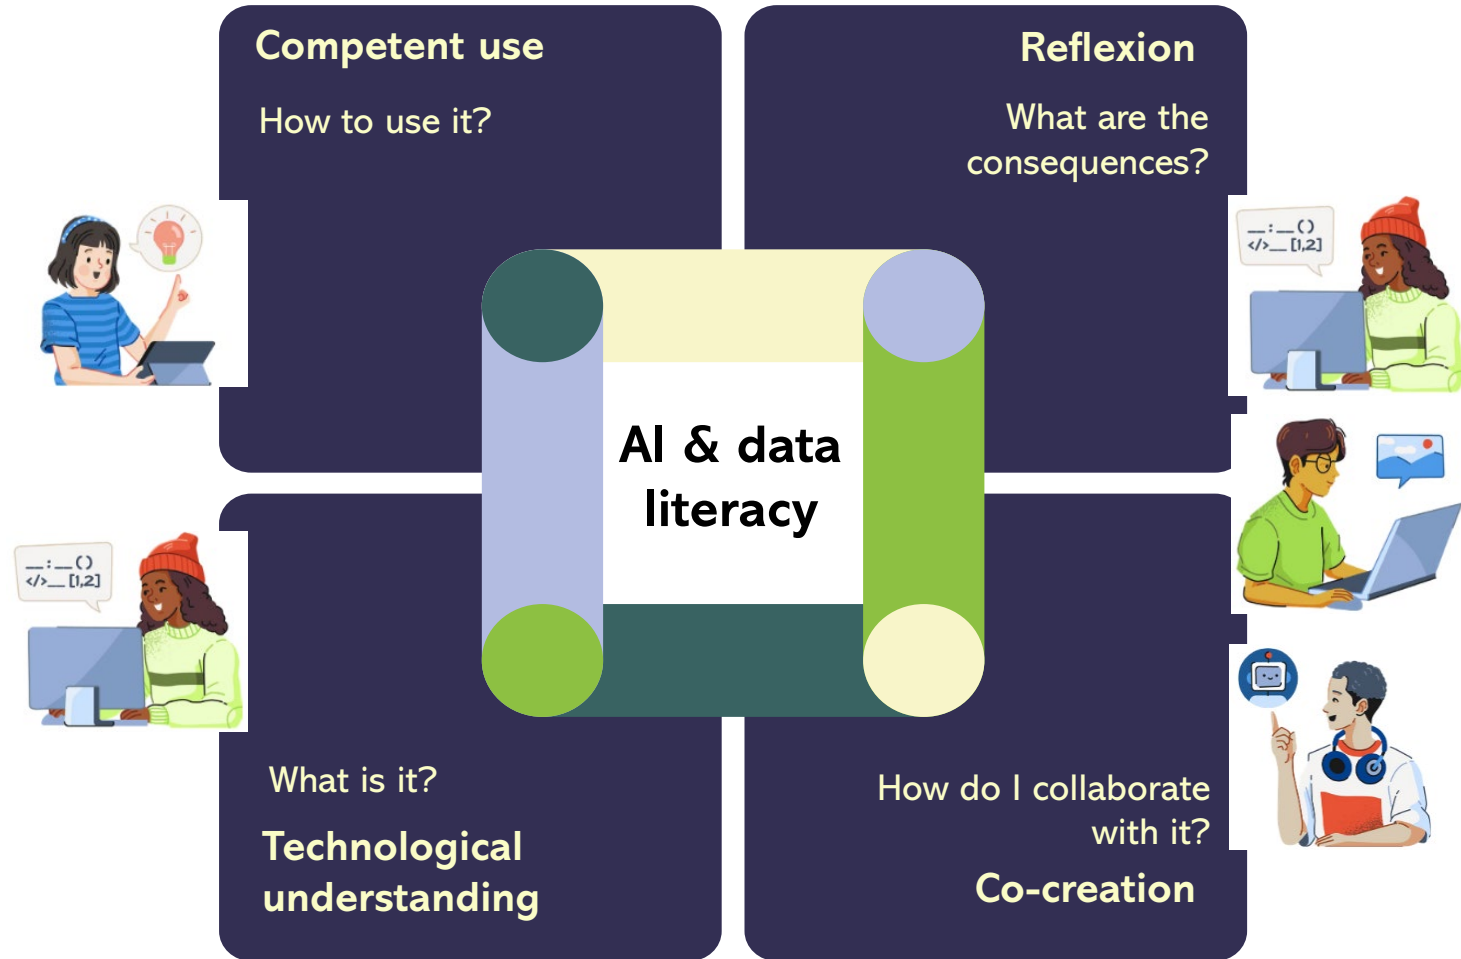 Competent use
How to use it?
Reflexion
What are the
consequences?
__:__()
</>__[1,2]
AI & data
literacy
__:__()
</>__[1,2]
What is it?
Technological
understanding
How do I collaborate
with it?
Co-creation